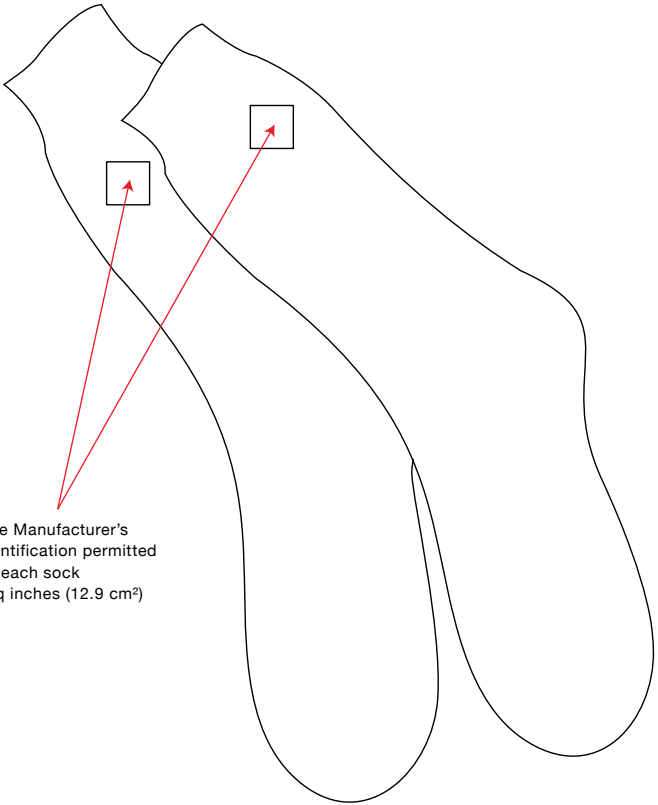 e Manufacturer's
ntification permitted
each sock
q inches (12.9 cm²)